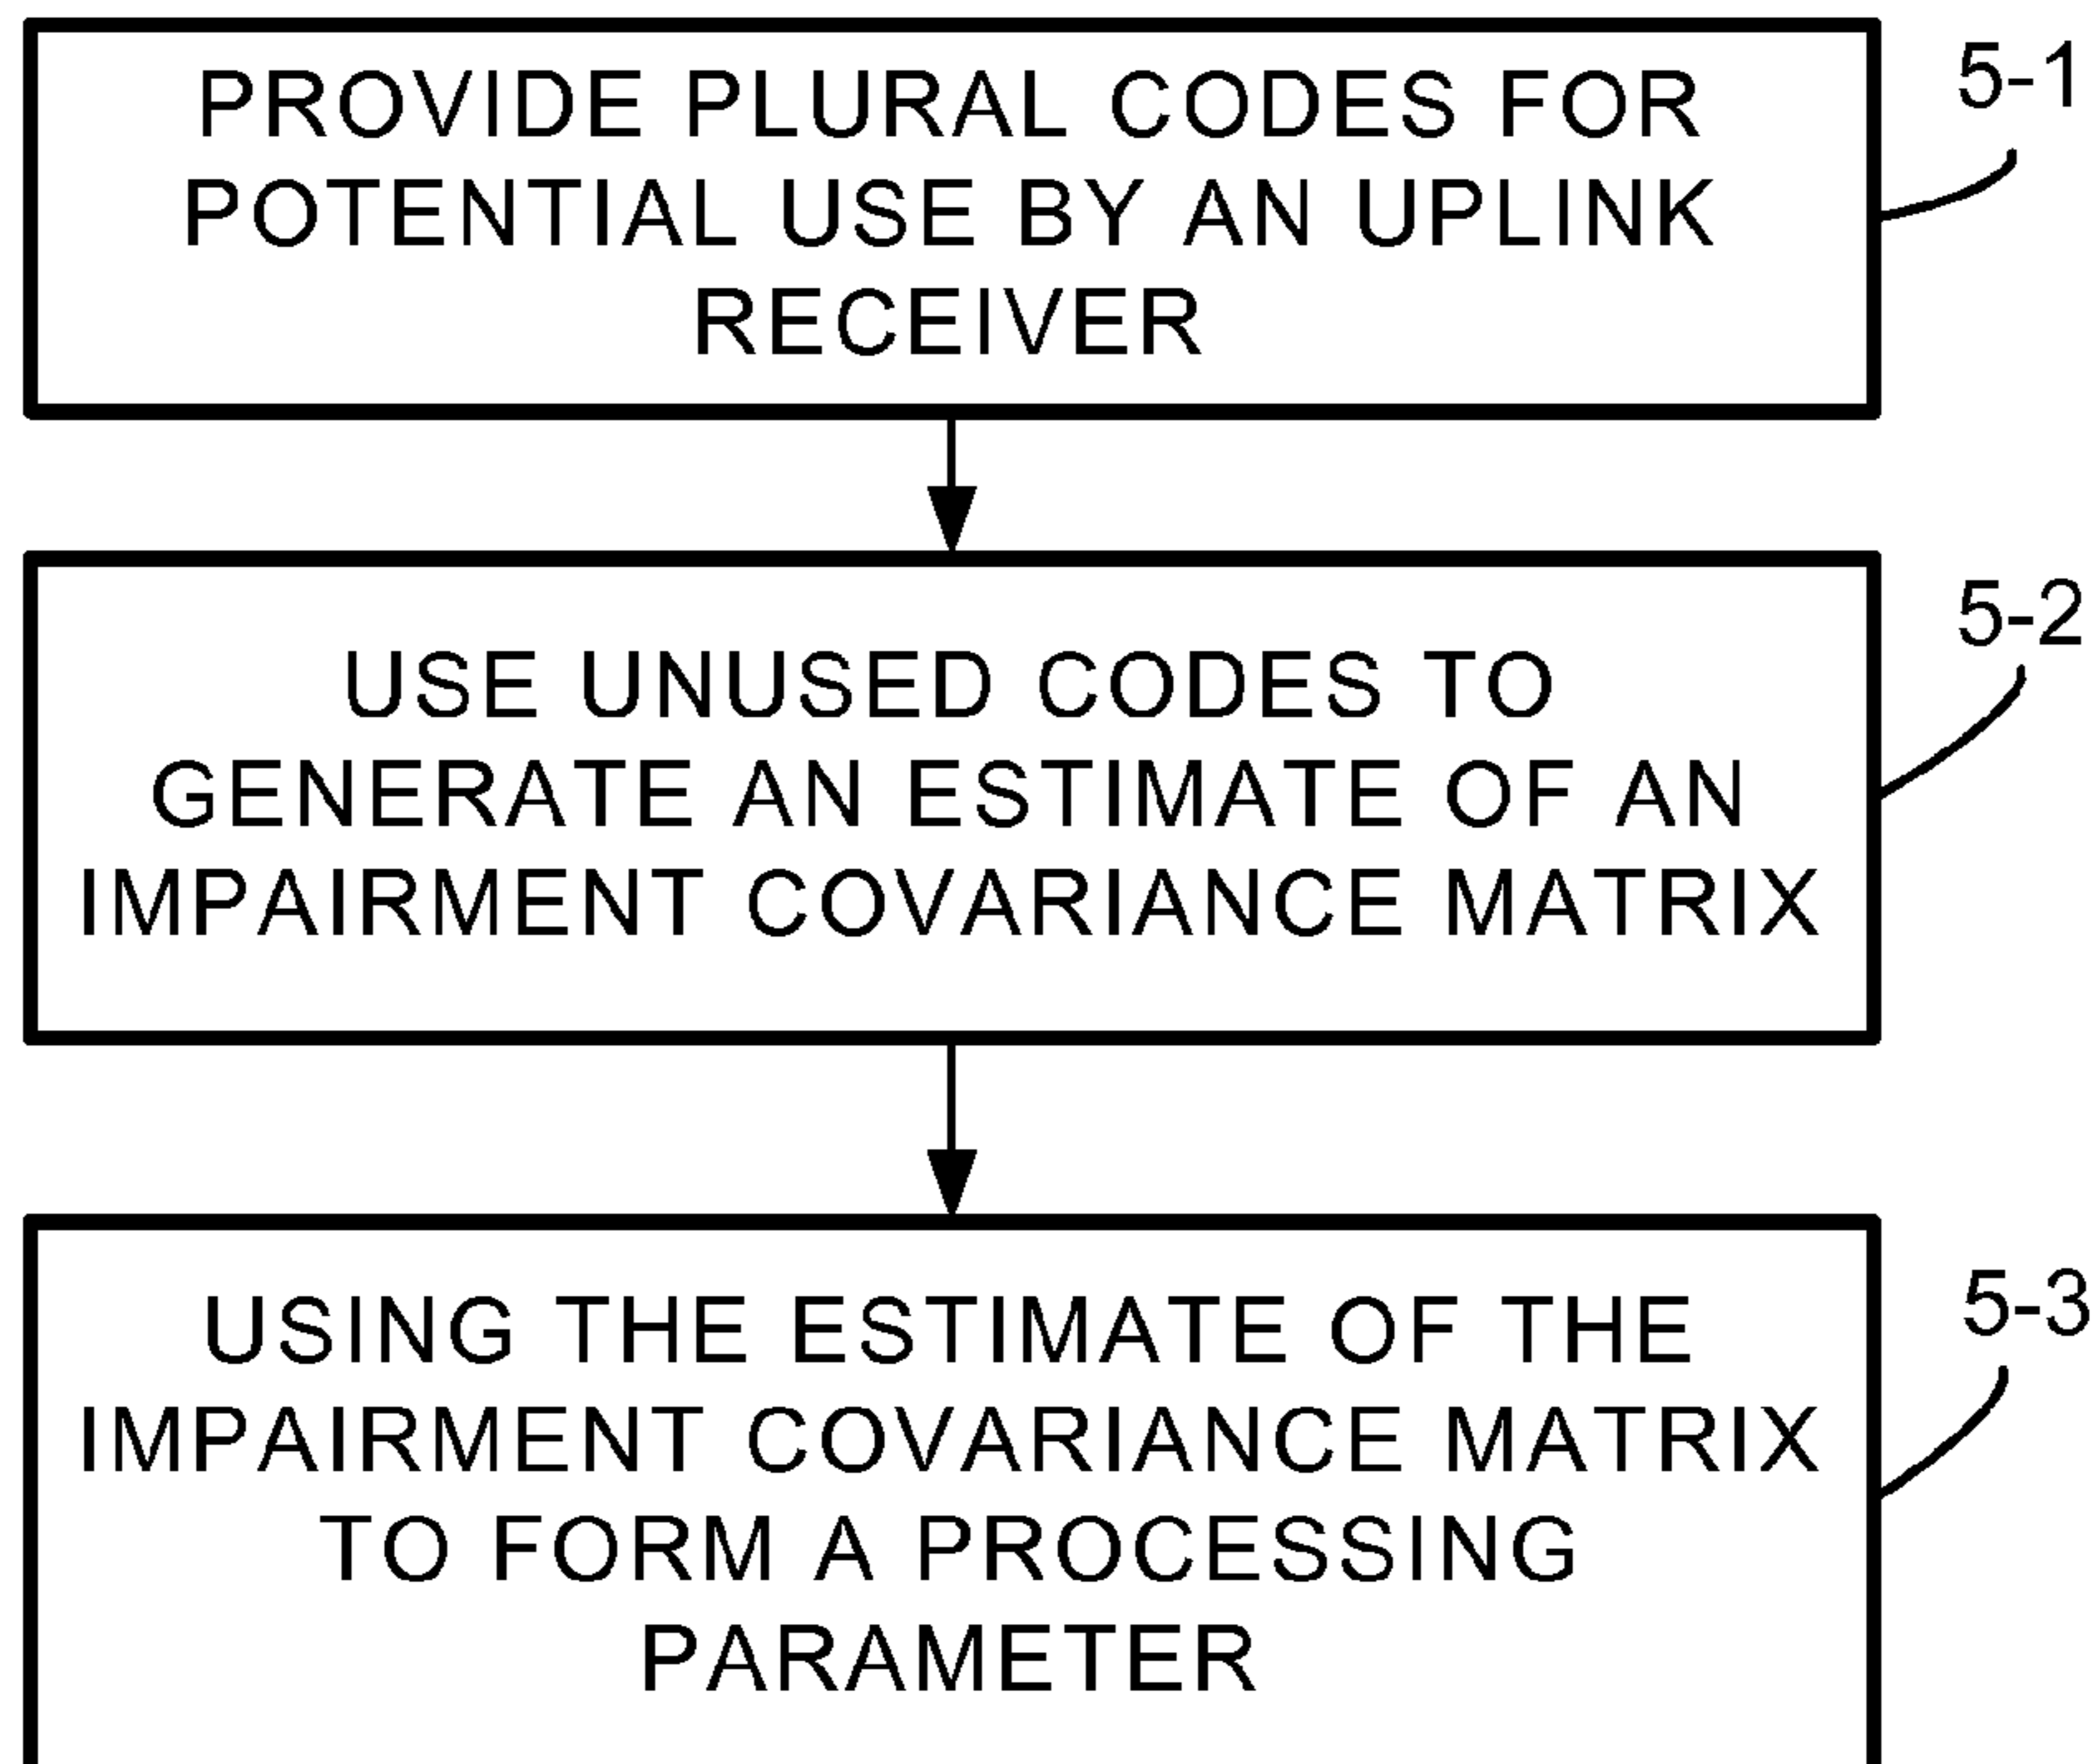 PROVIDE PLURAL CODES FOR
POTENTIAL USE BY AN UPLINK
RECEIVER
5-1
USE UNUSED CODES TO
GENERATE AN ESTIMATE OF AN
IMPAIRMENT COVARIANCE MATRIX
5-2
USING THE ESTIMATE OF THE
IMPAIRMENT COVARIANCE MATRIX
TO FORM A PROCESSING
PARAMETER
5-3